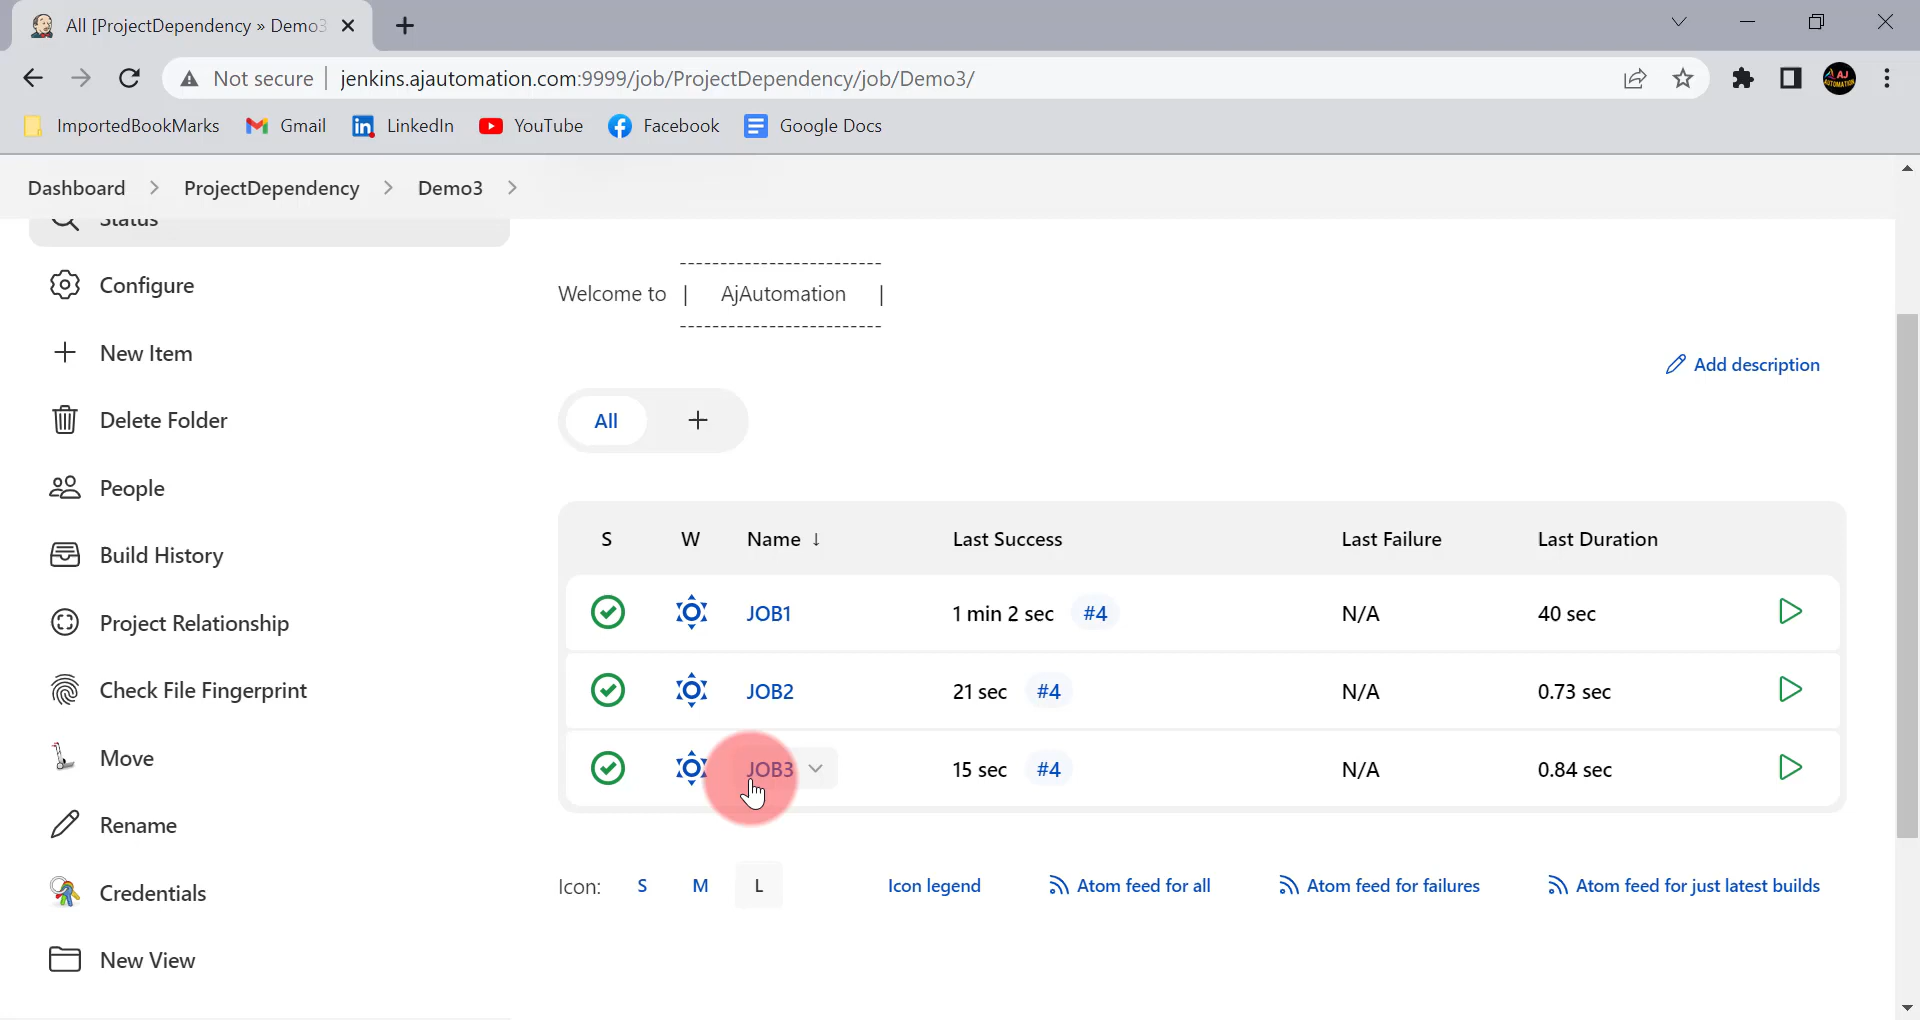 All [ProjectDependency » Demo3
Not secure jenkins.ajautomation.com:9999/job/ProjectDependency/job/Demo3/
ImportedBookMarks Gmail LinkedIn YouTube Facebook Google Docs
Dashboard ProjectDependency Demo3
Status
Configure
New Item
Delete Folder
People
Build History
Project Relationship
Check File Fingerprint
Move
Rename
Credentials
New View
-------------------------
Welcome to | AjAutomation |
-------------------------
Add description
All +
S W Name ↓ Last Success Last Failure Last Duration
JOB1 1 min 2 sec #4 N/A 40 sec
JOB2 21 sec #4 N/A 0.73 sec
JOB3 15 sec #4 N/A 0.84 sec
Icon: S M L Icon legend Atom feed for all Atom feed for failures Atom feed for just latest builds